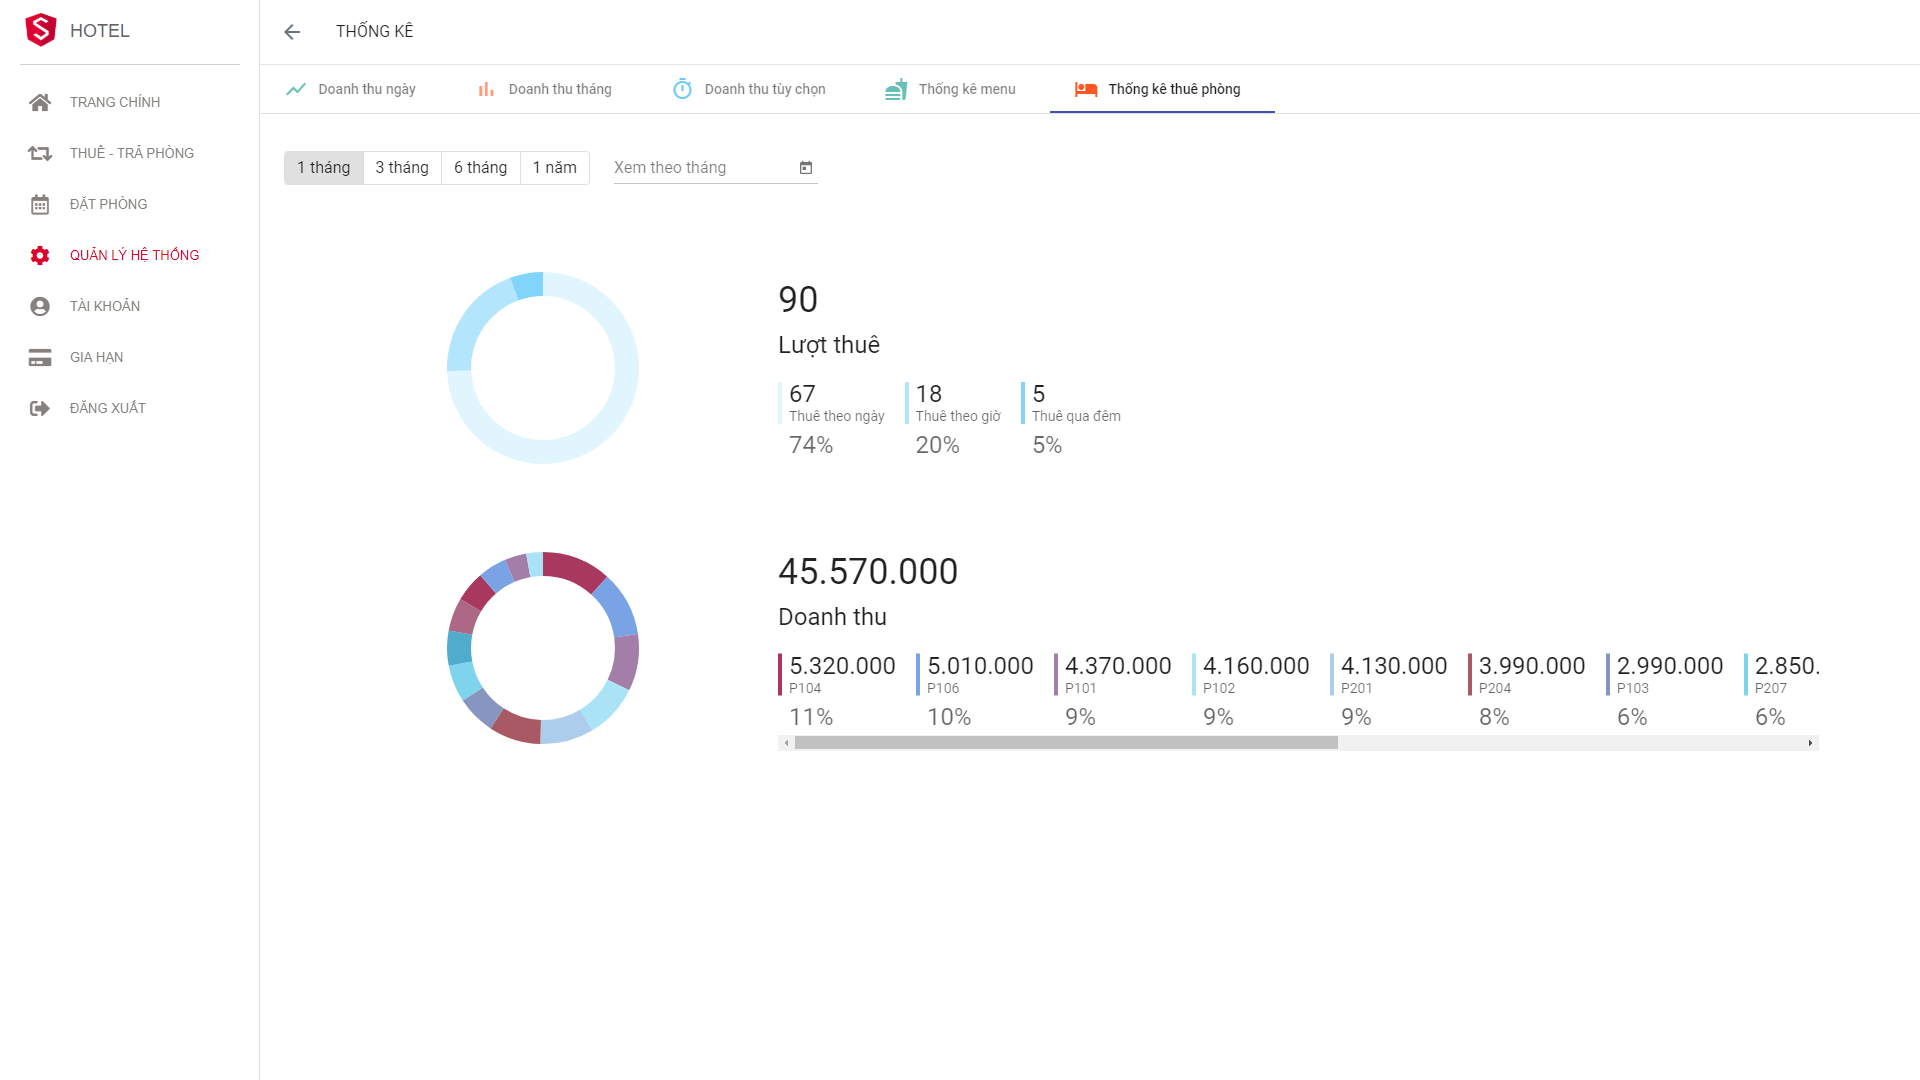 HOTEL
TRANG CHÍNH
THUÊ - TRẢ PHÒNG
ĐẶT PHÒNG
QUẢN LÝ HỆ THỐNG
TÀI KHOẢN
GIA HẠN
ĐĂNG XUẤT
THỐNG KÊ
Doanh thu ngày
Doanh thu tháng
Doanh thu tùy chọn
Thống kê menu
Thống kê thuê phòng
1 tháng 3 tháng 6 tháng 1 năm
Xem theo tháng
90
Lượt thuê
67 18 5
Thuê theo ngày Thuê theo giờ Thuê qua đêm
74% 20% 5%
45.570.000
Doanh thu
5.320.000 5.010.000 4.370.000 4.160.000 4.130.000 3.990.000 2.990.000 2.850.
P104 P106 P101 P102 P201 P204 P103 P207
11% 10% 9% 9% 9% 8% 6% 6%